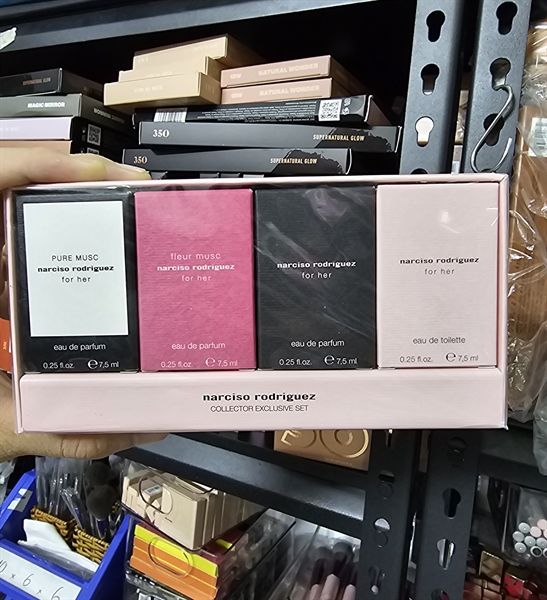 NATURAL WONDER
NATURAL WONDER
MAGIC MIRROR
350
SUPERNATURAL GLOW
350
SUPERNATURAL GLOW
PURE MUSC
narciso rodriguez
for her
eau de parfum
0.25 fl.oz. ℮ 7,5 ml
fleur musc
narciso rodriguez
for her
eau de parfum
0.25 fl.oz. ℮ 7,5 ml
narciso rodriguez
for her
eau de parfum
0.25 fl.oz. ℮ 7,5 ml
narciso rodriguez
for her
eau de toilette
0.25 fl.oz. ℮ 7,5 ml
narciso rodriguez
COLLECTOR EXCLUSIVE SET